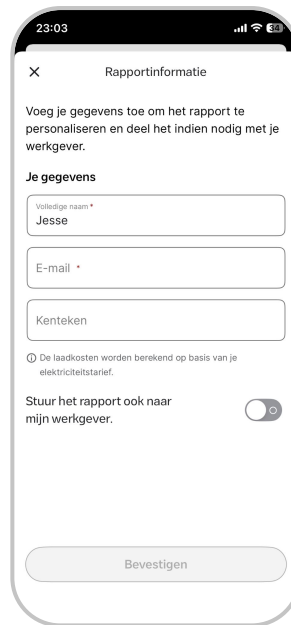 23:03
34
Rapportinformatie
Voeg je gegevens toe om het rapport te
personaliseren en deel het indien nodig met je
werkgever.
Je gegevens
Volledige naam *
Jesse
E-mail *
Kenteken
De laadkosten worden berekend op basis van je
elektriciteitstarief.
Stuur het rapport ook naar
mijn werkgever.
Bevestigen